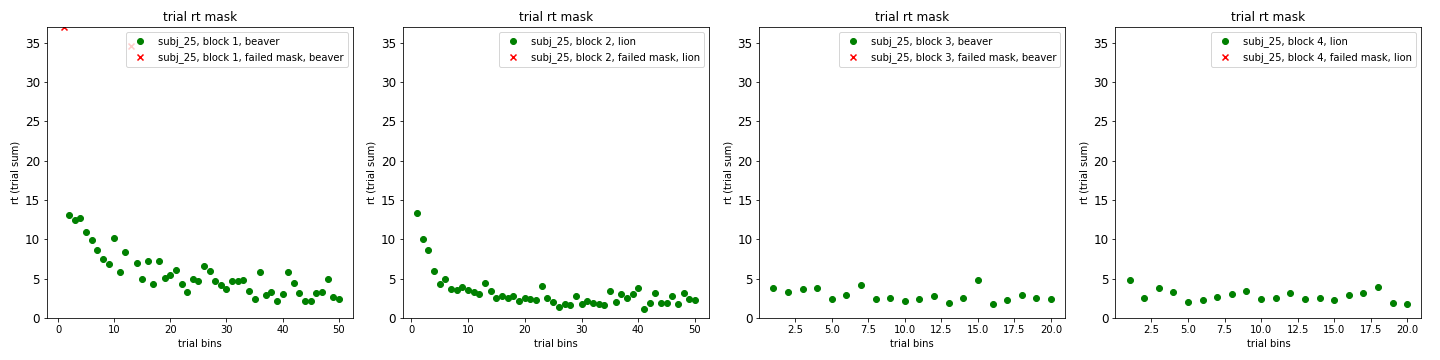 trial rt mask
35
30
25
20
15
10
5
0
rt (trial sum)
subj_25, block 1, beaver
subj_25, block 1, failed mask, beaver
0 10 20 30 40 50
trial bins
trial rt mask
35
30
25
20
15
10
5
0
rt (trial sum)
subj_25, block 2, lion
subj_25, block 2, failed mask, lion
0 10 20 30 40 50
trial bins
trial rt mask
35
30
25
20
15
10
5
0
rt (trial sum)
subj_25, block 3, beaver
subj_25, block 3, failed mask, beaver
2.5 5.0 7.5 10.0 12.5 15.0 17.5 20.0
trial bins
trial rt mask
35
30
25
20
15
10
5
0
rt (trial sum)
subj_25, block 4, lion
subj_25, block 4, failed mask, lion
2.5 5.0 7.5 10.0 12.5 15.0 17.5 20.0
trial bins